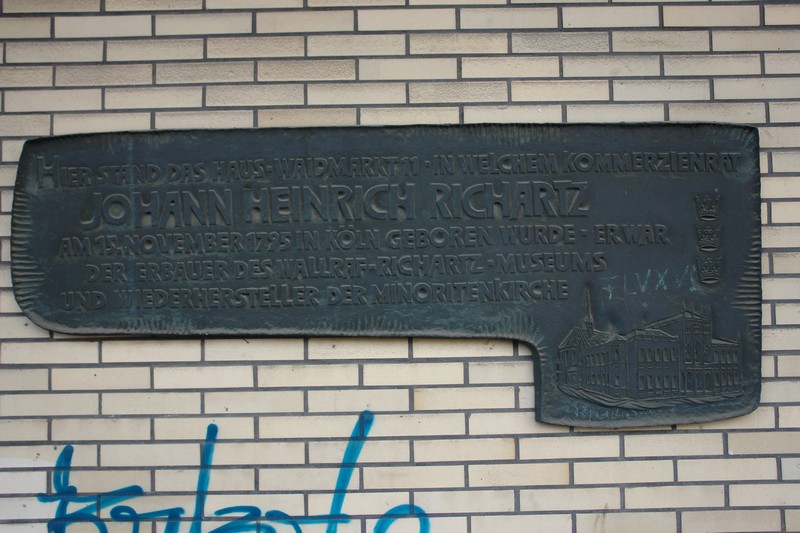 HIER STAND DAS HAUS · WAIDMARKT 11 · IN WELCHEM KOMMERZIENRAT
JOHANN HEINRICH RICHARTZ
AM 15. NOVEMBER 1795 IN KÖLN GEBOREN WURDE · ER WAR
DER ERBAUER DES WALLRAF-RICHARTZ-MUSEUMS
UND WIEDERHERSTELLER DER MINORITENKIRCHE